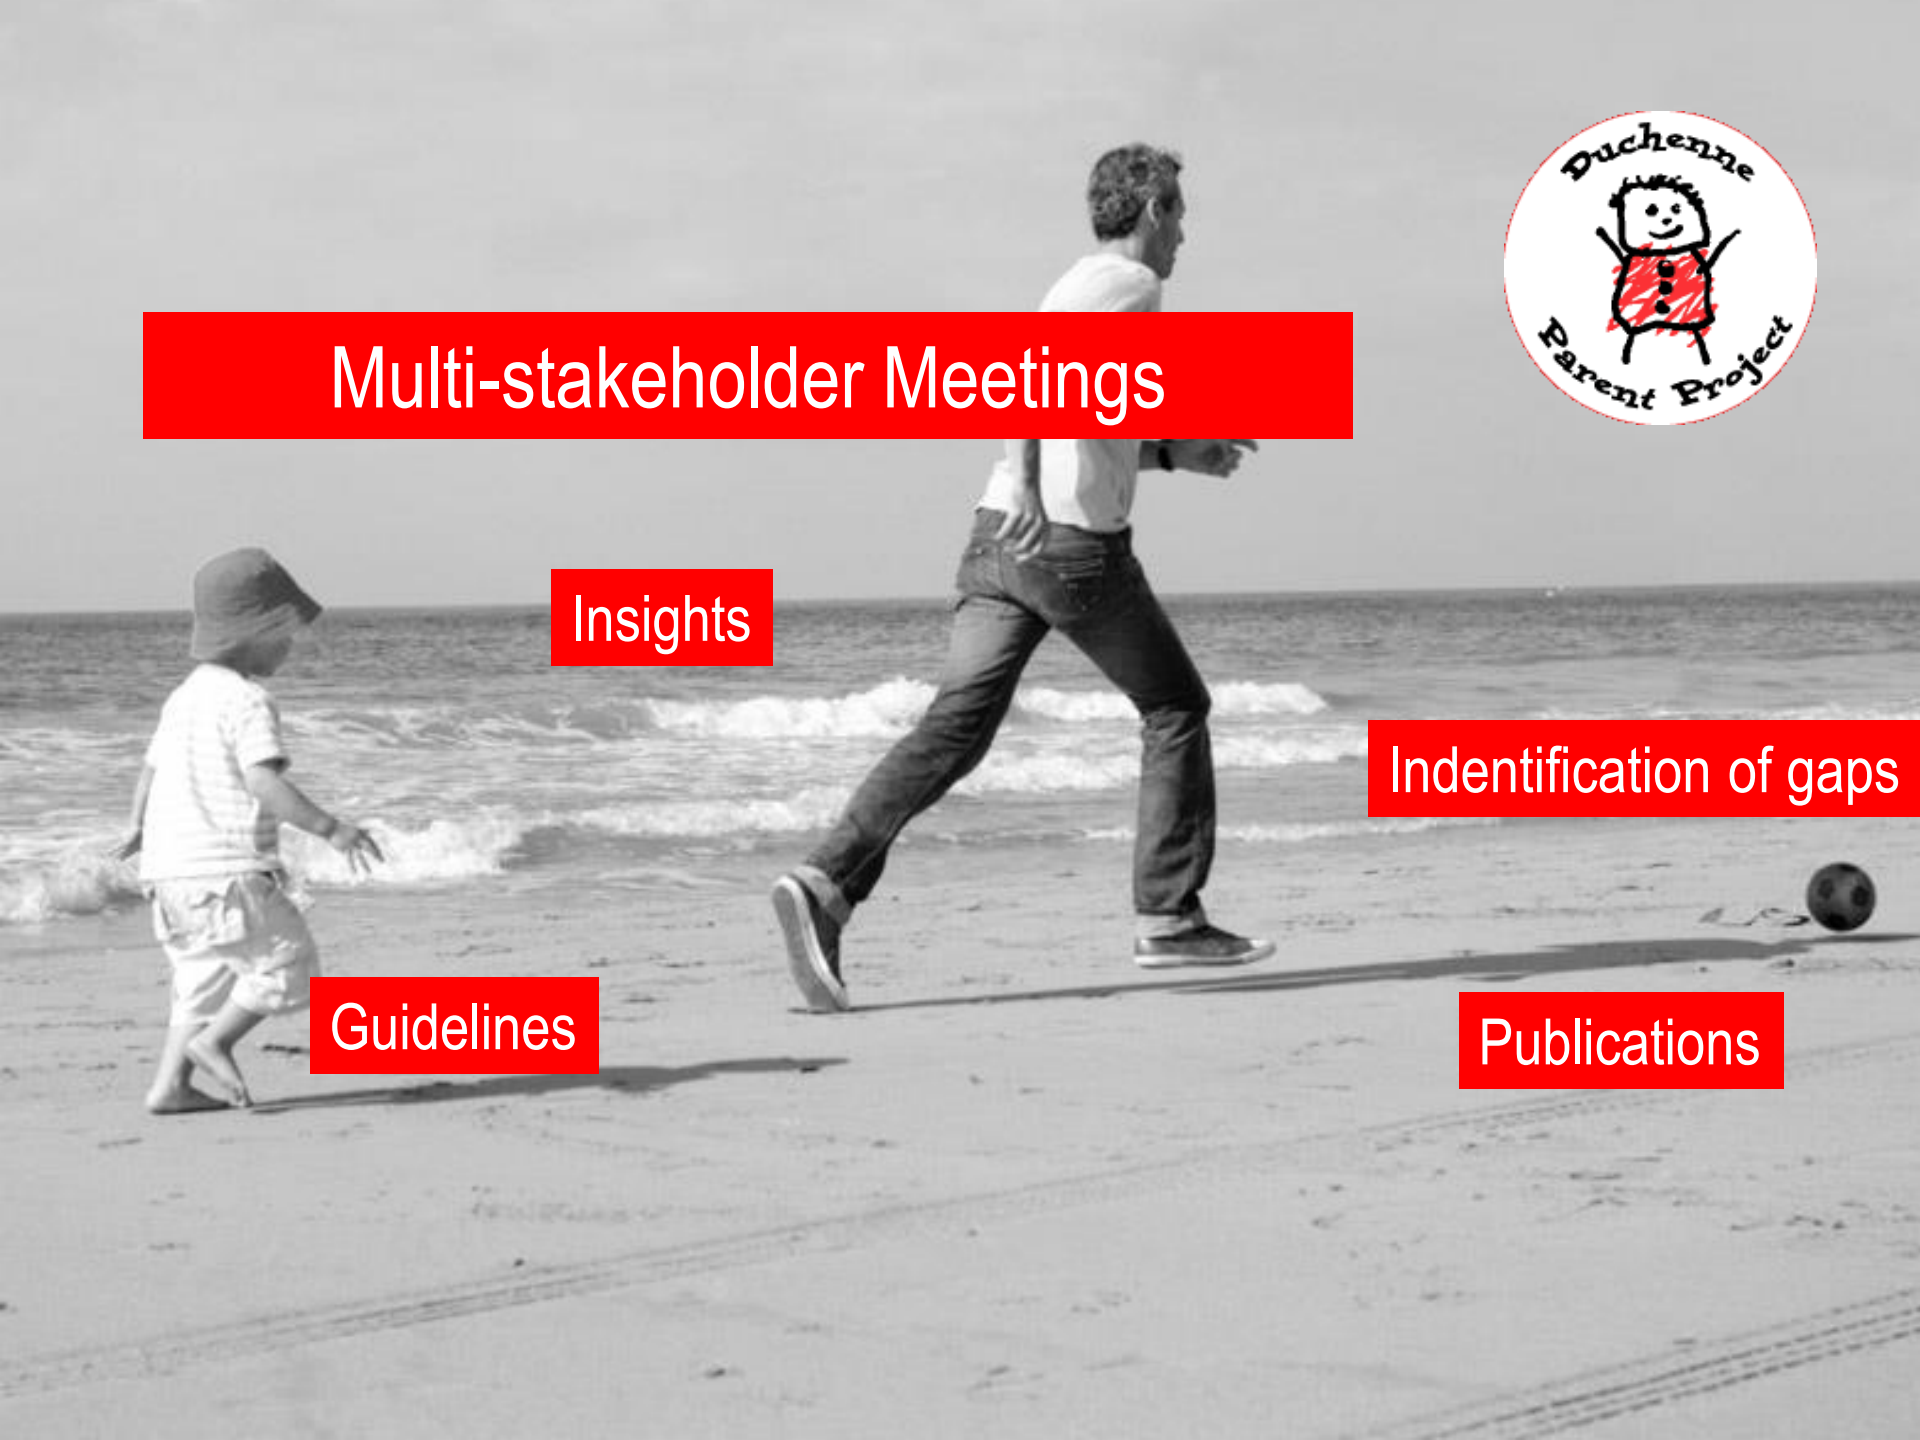 Duchenne
Parent Project
Multi-stakeholder Meetings
Insights
Indentification of gaps
Guidelines
Publications